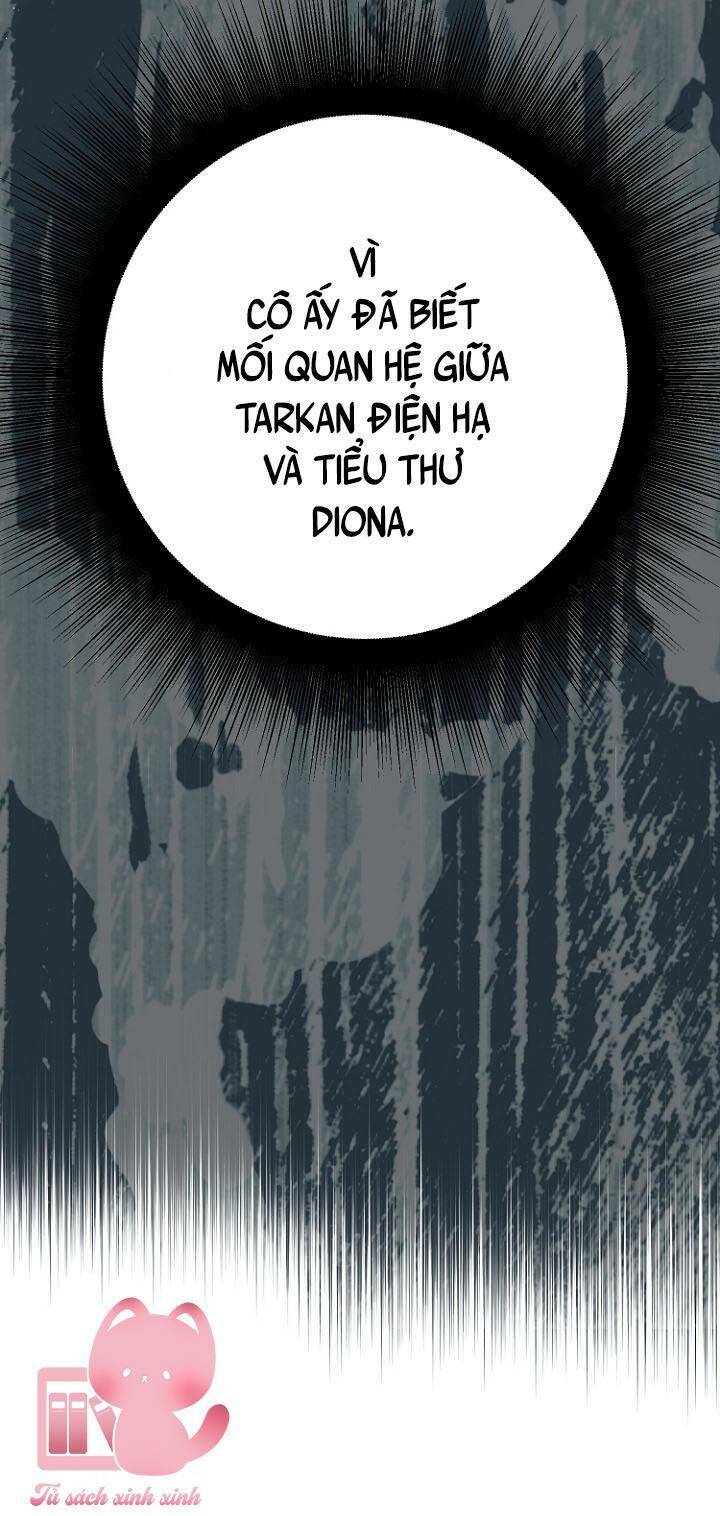 VÌ
CÔ ẤY ĐÃ BIẾT
MỐI QUAN HỆ GIỮA
TARKAN ĐIỆN HẠ
VÀ TIỂU THƯ
DIONA.
Tủ sách xinh xinh